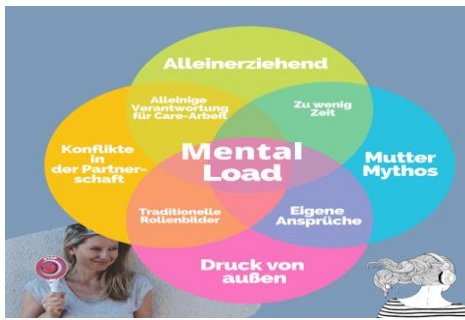 Alleinerziehend
Alleinige
Verantwortung
für Care-Arbeit
Zu wenig
Zeit
Konflikte
in
der Partner-
schaft
Mental
Load
Mutter
Mythos
Traditionelle
Rollenbilder
Eigene
Ansprüche
Druck von
außen
STOP